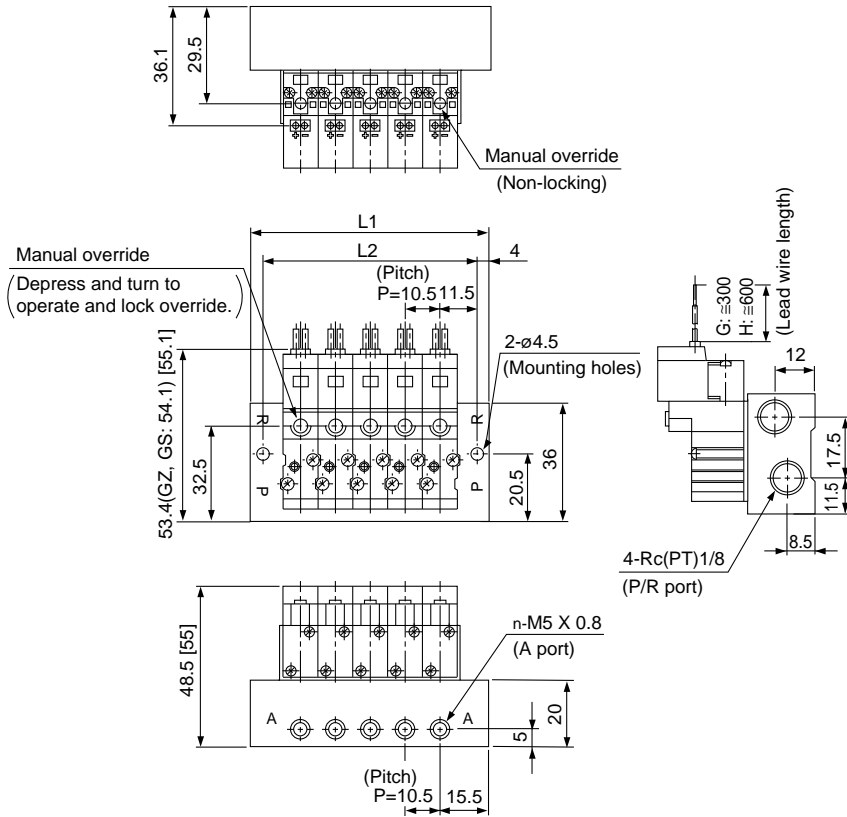 36.1
29.5
+ - + - + - + - + -
Manual override
(Non-locking)
L1
L2
4
(Pitch)
P=10.5
11.5
Manual override
(Depress and turn to
operate and lock override.)
2-ø4.5
(Mounting holes)
53.4(GZ, GS: 54.1) [55.1]
32.5
R
R
P
P
20.5
36
G: ≅300
H: ≅600
(Lead wire length)
12
17.5
11.5
8.5
4-Rc(PT)1/8
(P/R port)
48.5 [55]
n-M5 X 0.8
(A port)
A
A
20
5
(Pitch)
P=10.5
15.5